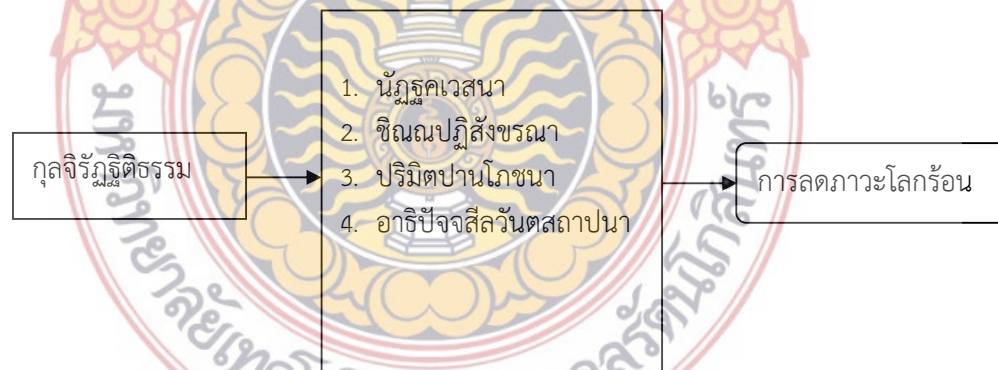 กุลจิรัฏฐิติธรรม
1. นัฏฐคเวสนา
2. ชิณณปฏิสังขรณา
3. ปริมิตปานโภชนา
4. อาธิปัจจสีลวันตสถาปนา
การลดภาวะโลกร้อน